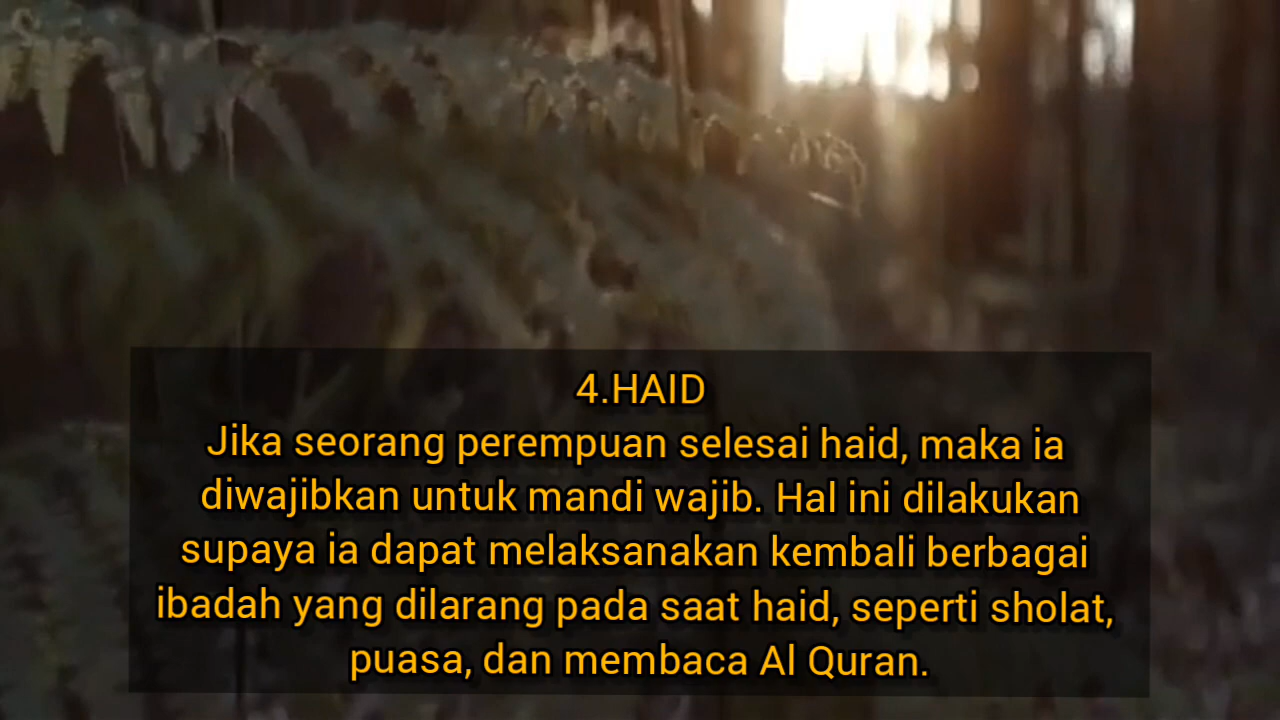 4.HAID
Jika seorang perempuan selesai haid, maka ia
diwajibkan untuk mandi wajib. Hal ini dilakukan
supaya ia dapat melaksanakan kembali berbagai
ibadah yang dilarang pada saat haid, seperti sholat,
puasa, dan membaca Al Quran.